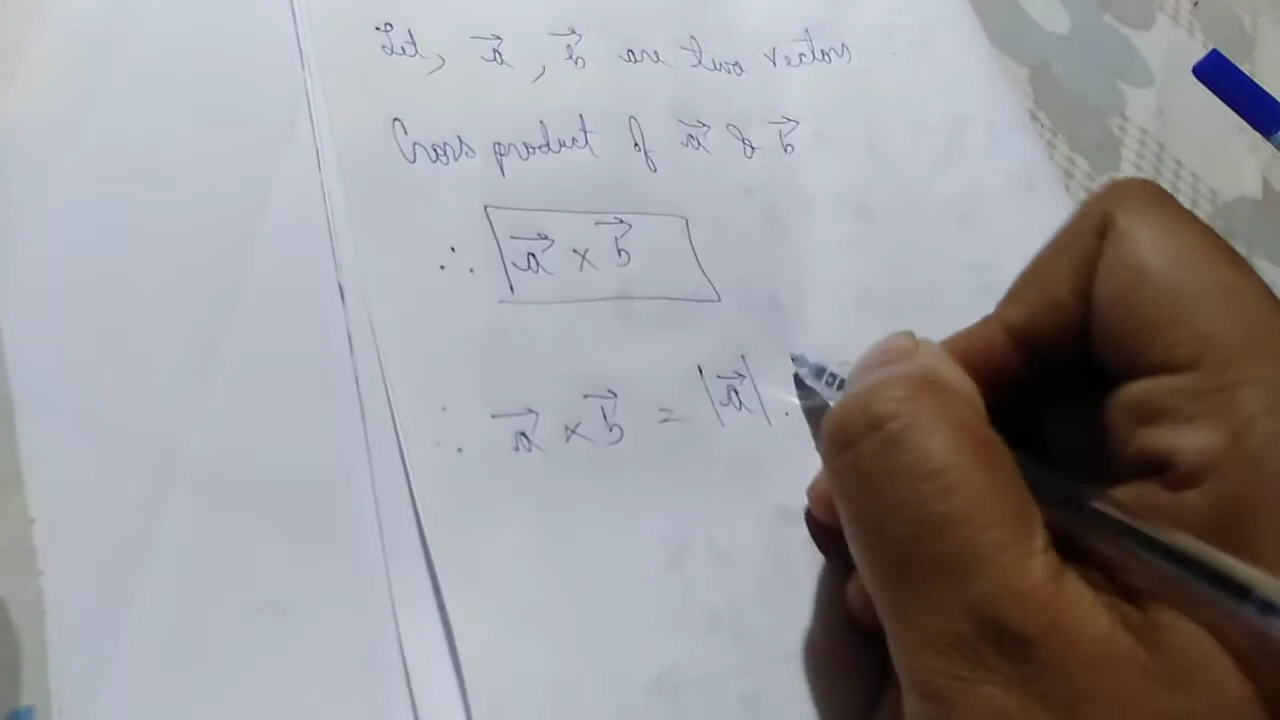 Let, a⃗ , b⃗ are two vectors
Cross product of a⃗ & b⃗
∴ a⃗ × b⃗
∴ a⃗ × b⃗ = |a⃗| .